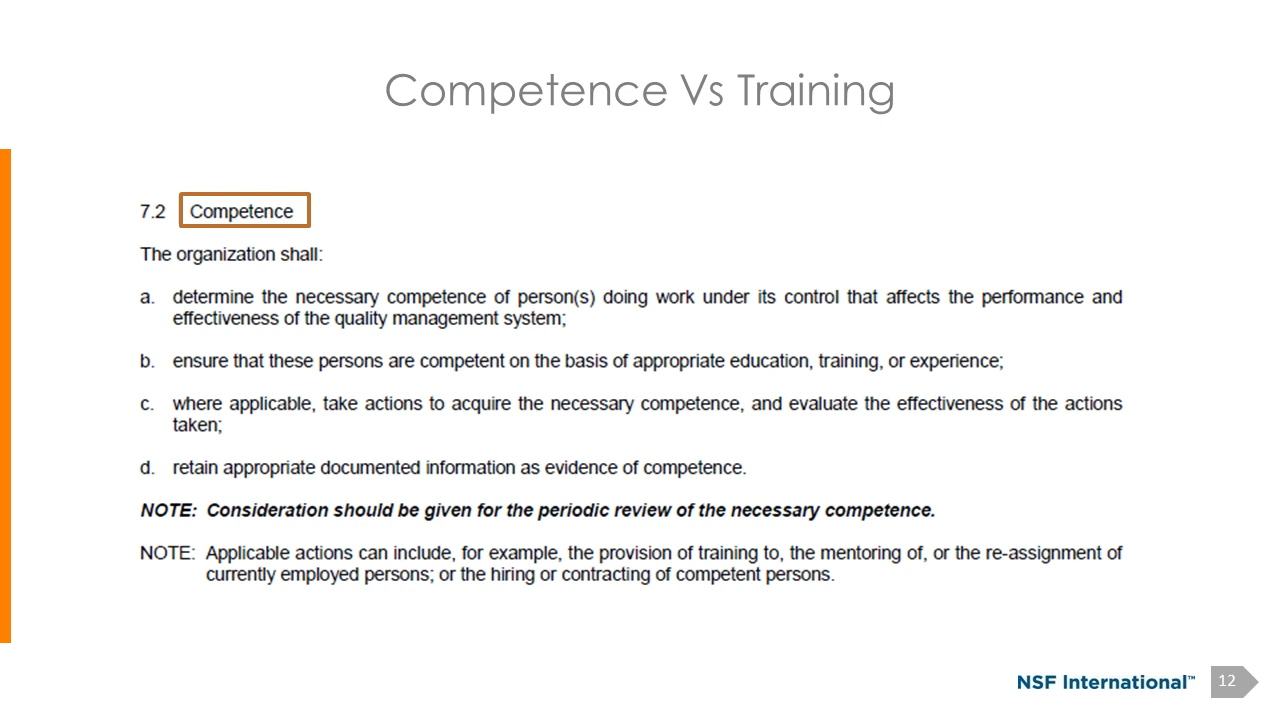 Competence Vs Training
7.2 Competence
The organization shall:
a. determine the necessary competence of person(s) doing work under its control that affects the performance and
effectiveness of the quality management system;
b. ensure that these persons are competent on the basis of appropriate education, training, or experience;
c. where applicable, take actions to acquire the necessary competence, and evaluate the effectiveness of the actions
taken;
d. retain appropriate documented information as evidence of competence.
NOTE: Consideration should be given for the periodic review of the necessary competence.
NOTE: Applicable actions can include, for example, the provision of training to, the mentoring of, or the re-assignment of
currently employed persons; or the hiring or contracting of competent persons.
NSF International™ 12